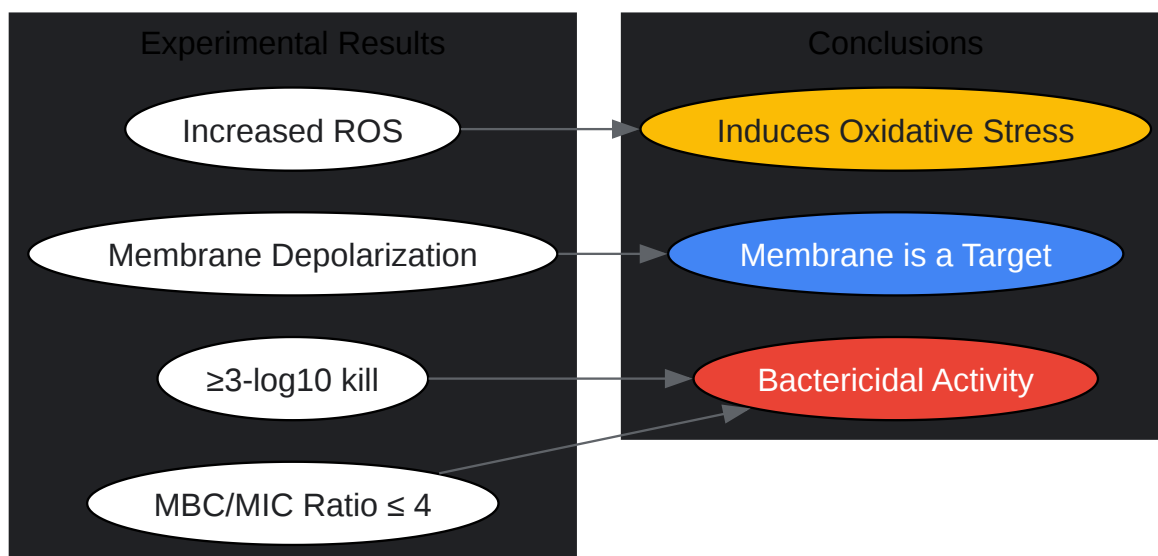 Experimental Results
Conclusions
Increased ROS
Induces Oxidative Stress
Membrane Depolarization
Membrane is a Target
≥3-log10 kill
Bactericidal Activity
MBC/MIC Ratio ≤ 4